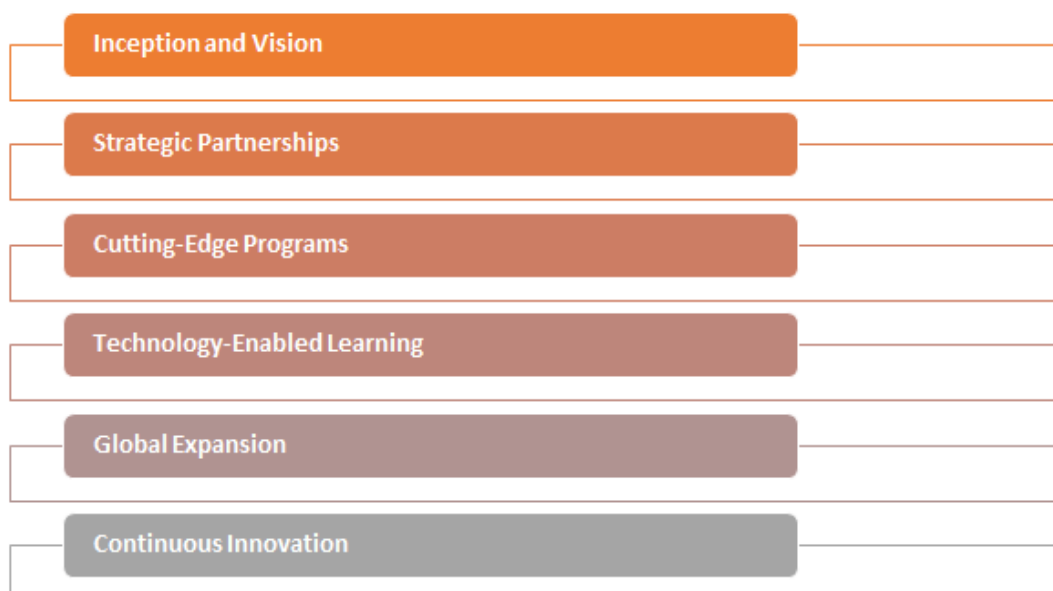 Inception and Vision
Strategic Partnerships
Cutting-Edge Programs
Technology-Enabled Learning
Global Expansion
Continuous Innovation